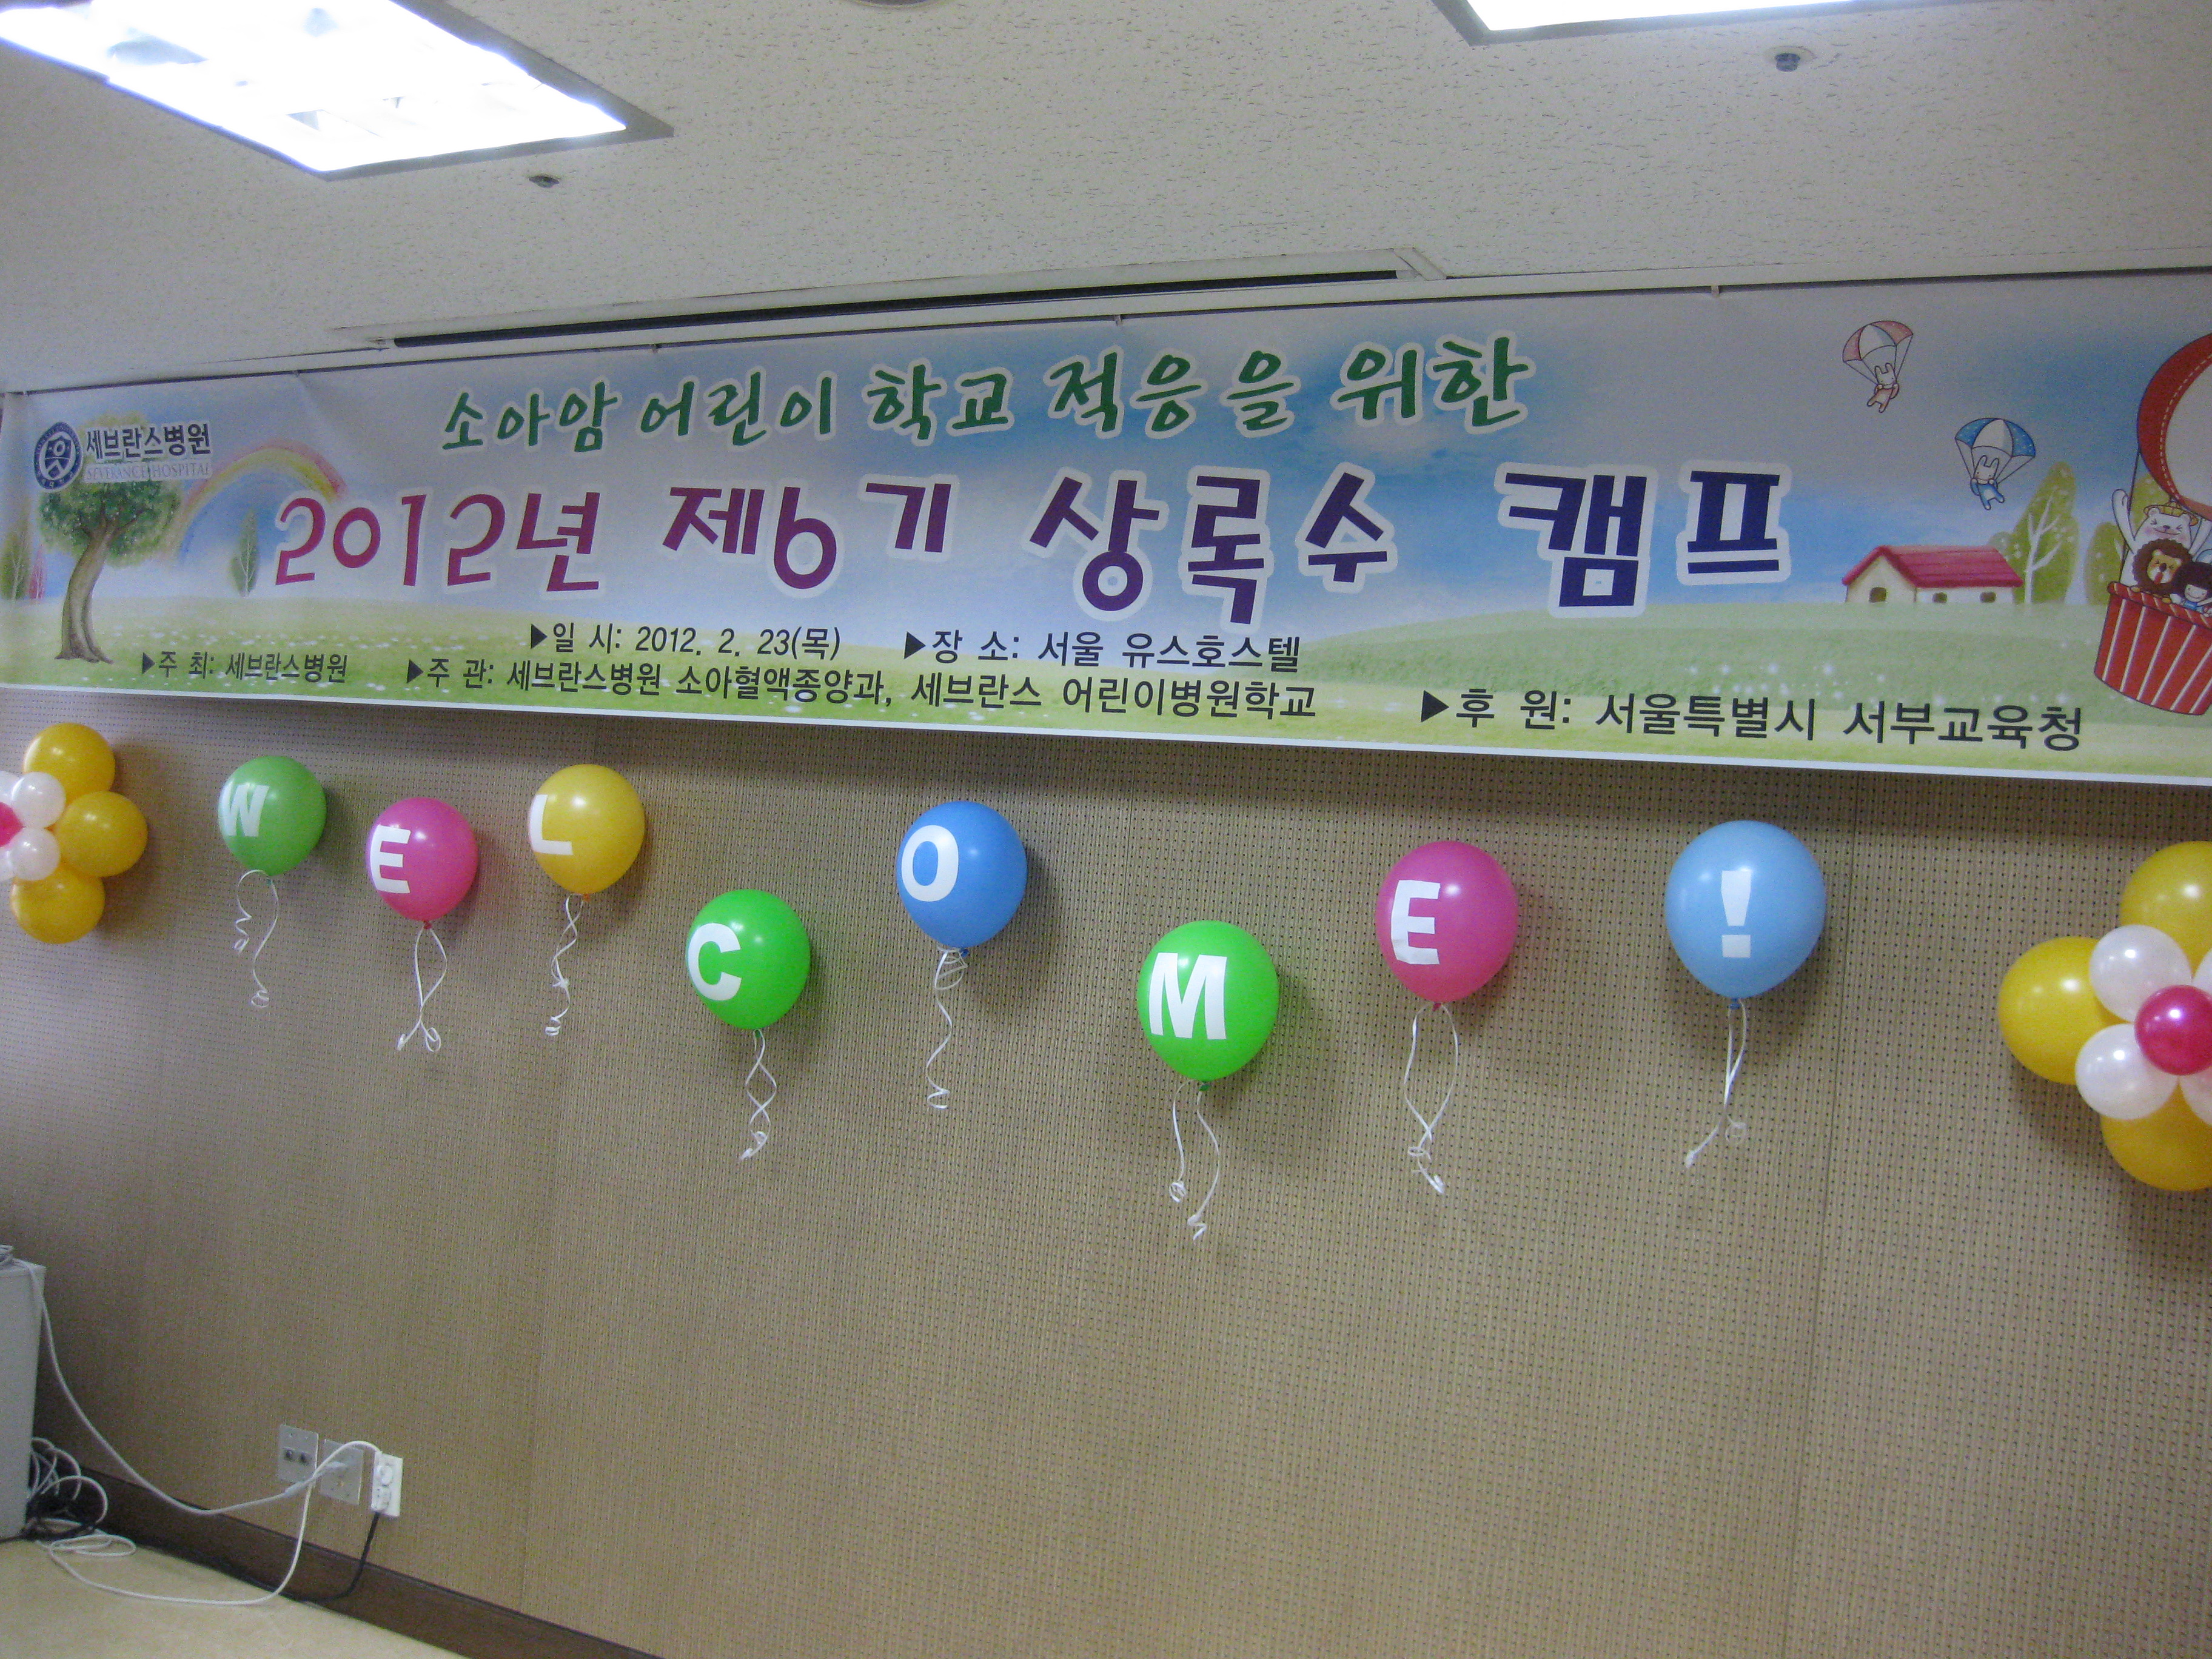 소아암 어린이 학교 적응을 위한
세브란스병원
SEVERANCE HOSPITAL
2012년 제6기 상록수 캠프
▶일 시: 2012. 2. 23(목) ▶장 소: 서울 유스호스텔
▶주 최: 세브란스병원 ▶주 관: 세브란스병원 소아혈액종양과, 세브란스 어린이병원학교 ▶후 원: 서울특별시 서부교육청
WELCOME!